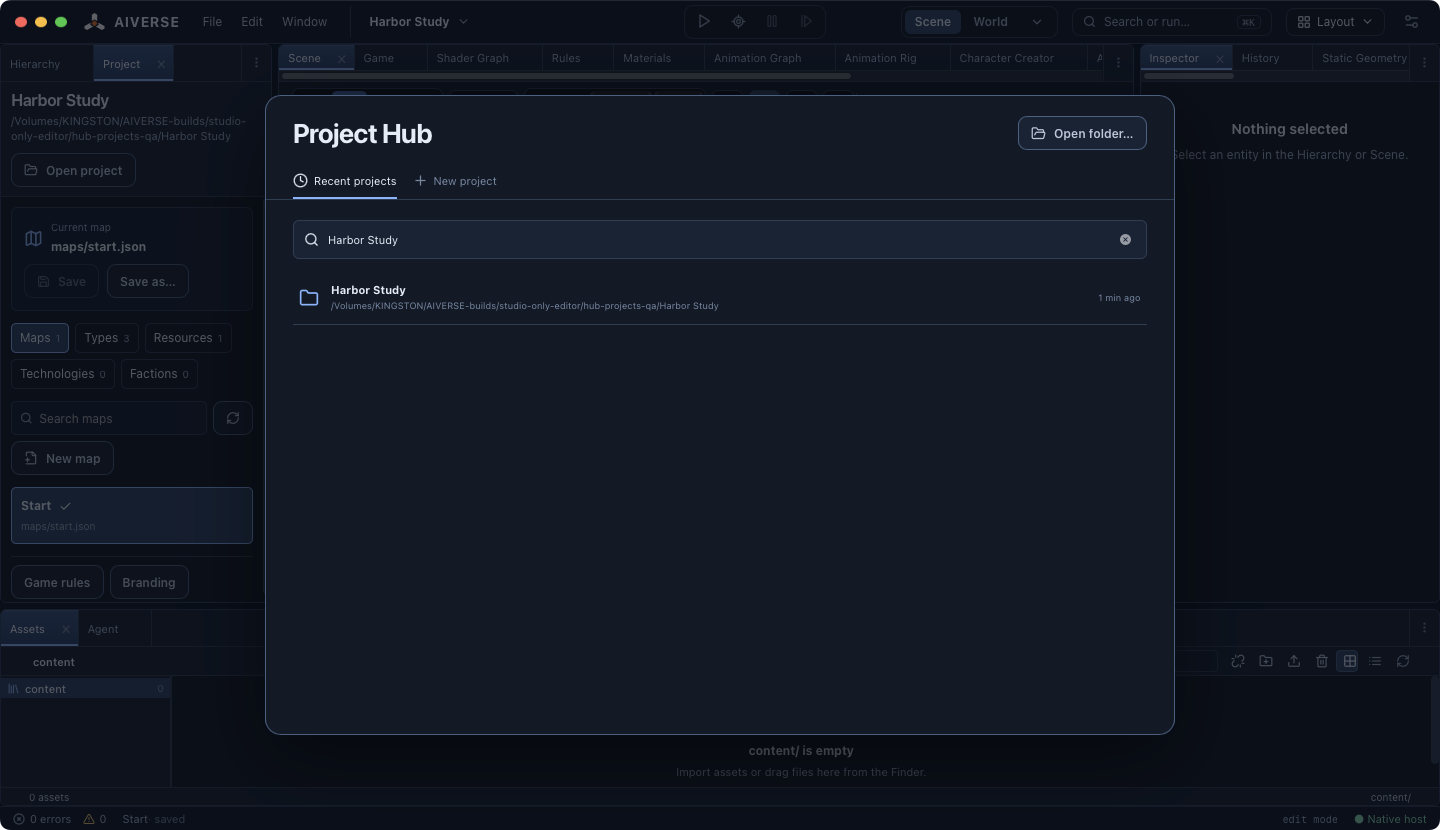 AIVERSE
File
Edit
Window
Harbor Study
Scene
World
Search or run...
⌘K
Layout
Hierarchy
Project
Scene
Game
Shader Graph
Rules
Materials
Animation Graph
Animation Rig
Character Creator
Inspector
History
Static Geometry
Harbor Study
/Volumes/KINGSTON/AIVERSE-builds/studio-
only-editor/hub-projects-qa/Harbor Study
Open project
Current map
maps/start.json
Save
Save as...
Maps 1
Types 3
Resources 1
Technologies 0
Factions 0
Search maps
New map
Start
maps/start.json
Game rules
Branding
Project Hub
Open folder...
Recent projects
New project
Harbor Study
Harbor Study
/Volumes/KINGSTON/AIVERSE-builds/studio-only-editor/hub-projects-qa/Harbor Study
1 min ago
Nothing selected
Select an entity in the Hierarchy or Scene.
Assets
Agent
content
content
0
content/ is empty
Import assets or drag files here from the Finder.
0 assets
content/
0 errors
0
Start· saved
edit mode
Native host